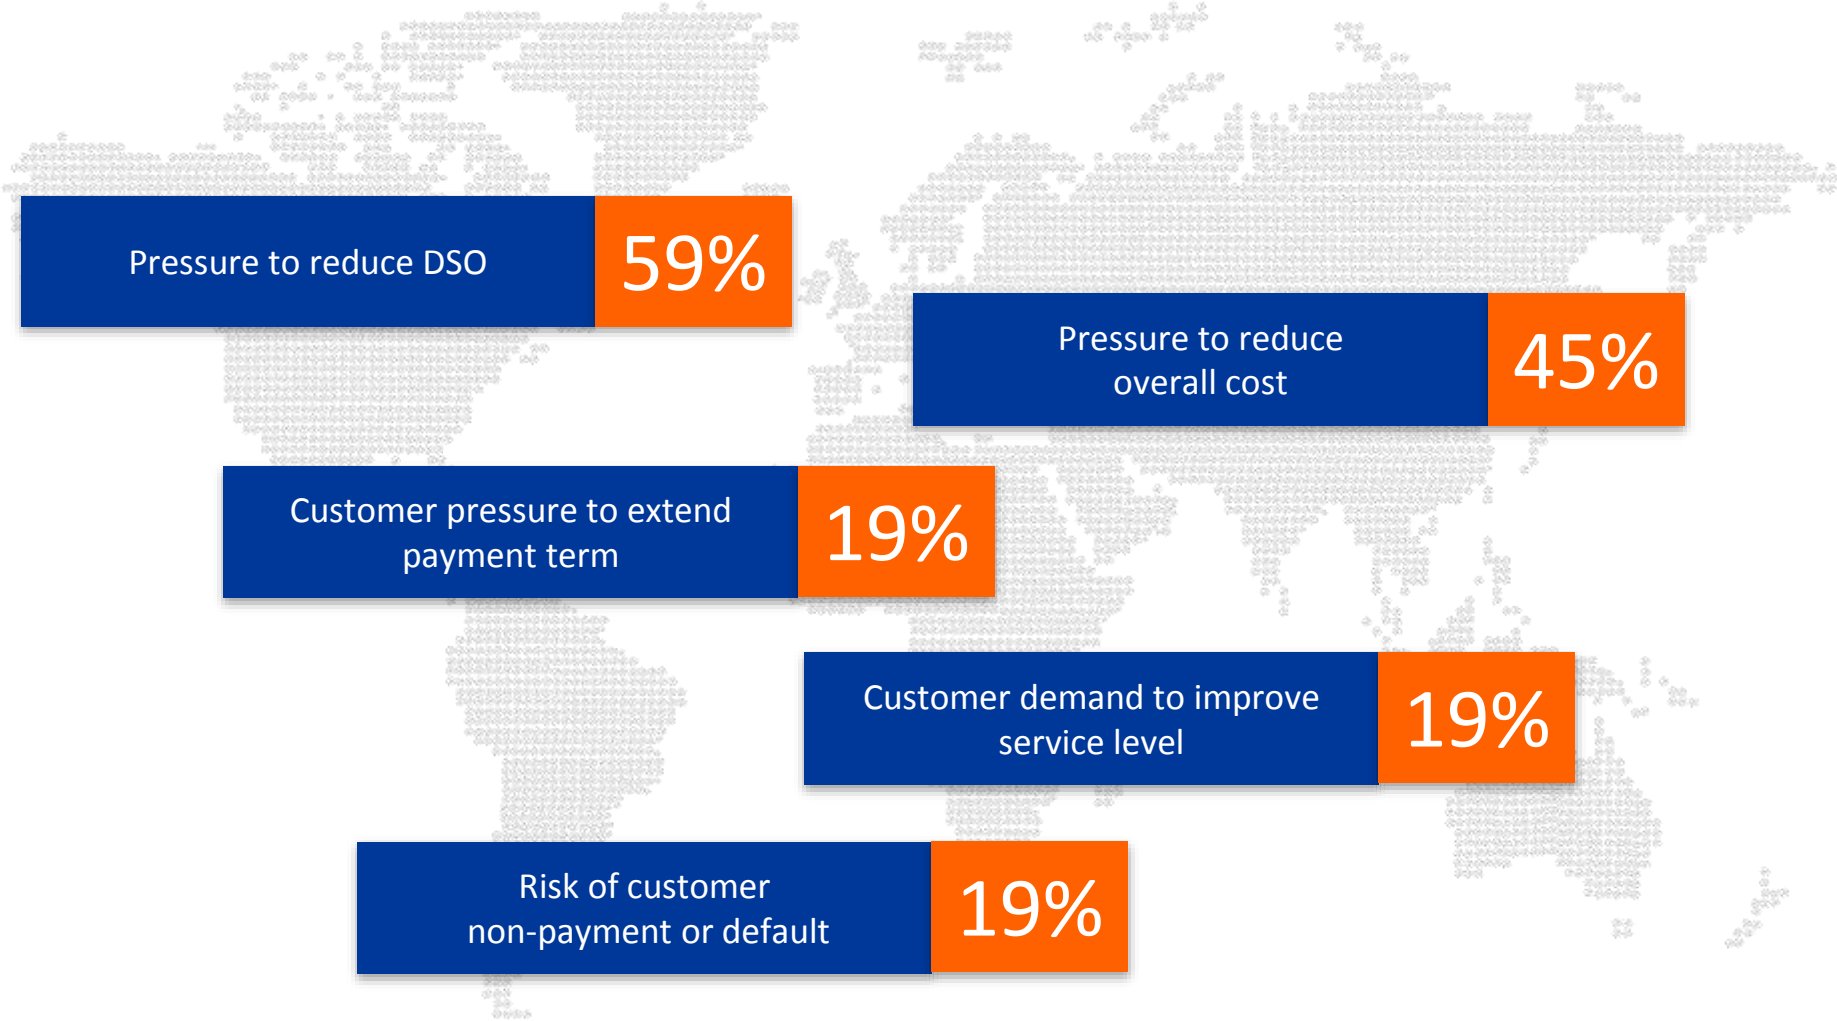 Pressure to reduce DSO
59%
Pressure to reduce
overall cost
45%
Customer pressure to extend
payment term
19%
Customer demand to improve
service level
19%
Risk of customer
non-payment or default
19%